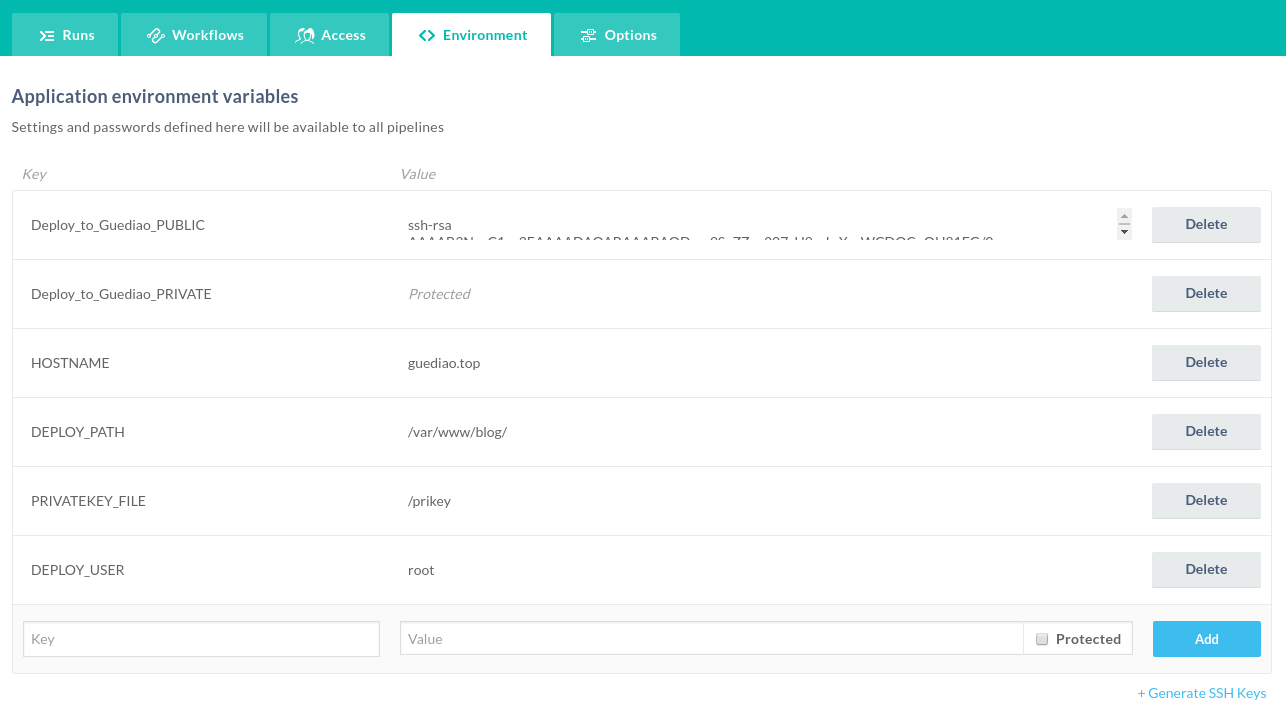 Runs Workflows Access Environment Options
Application environment variables
Settings and passwords defined here will be available to all pipelines
Key Value
Deploy_to_Guediao_PUBLIC ssh-rsa Delete
Deploy_to_Guediao_PRIVATE Protected Delete
HOSTNAME guediao.top Delete
DEPLOY_PATH /var/www/blog/ Delete
PRIVATEKEY_FILE /prikey Delete
DEPLOY_USER root Delete
Key Value Protected Add
+ Generate SSH Keys